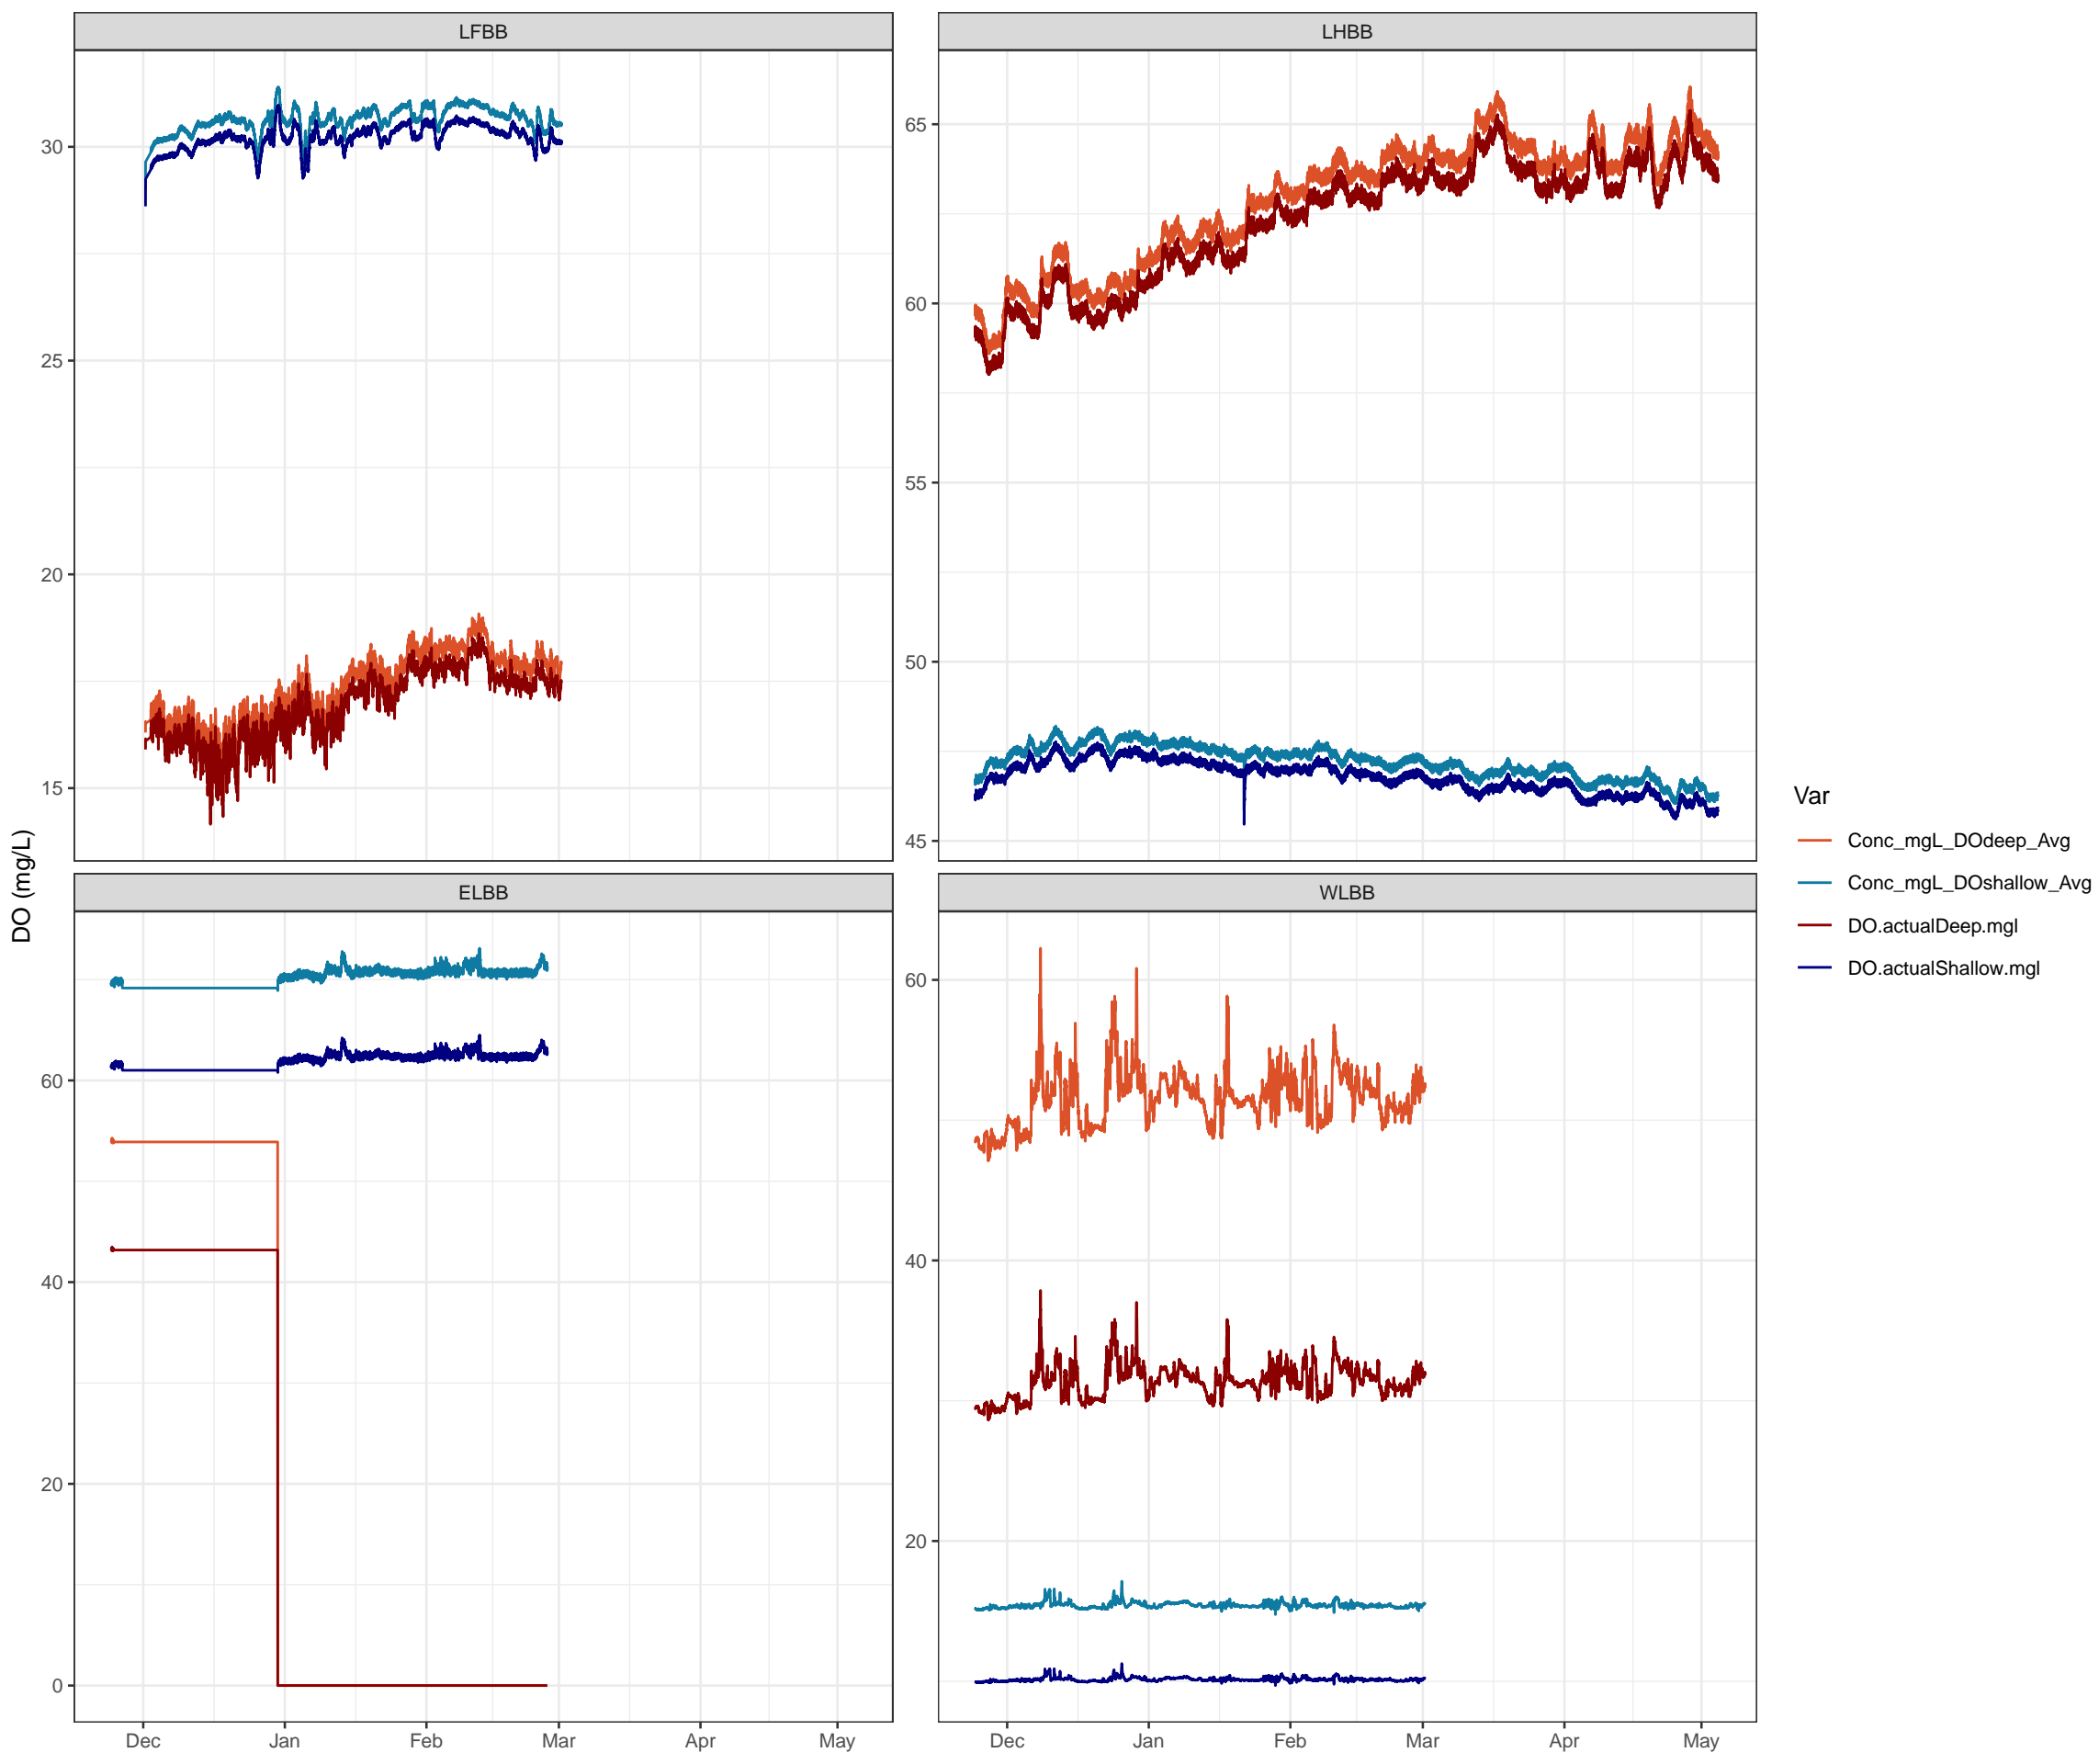 LFBB
LHBB
30
25
20
15
65
60
55
50
45
DO (mg/L)
ELBB
WLBB
60
40
20
0
60
40
20
Dec Jan Feb Mar Apr May
Dec Jan Feb Mar Apr May
Var
Conc_mgL_DOdeep_Avg
Conc_mgL_DOshallow_Avg
DO.actualDeep.mgl
DO.actualShallow.mgl